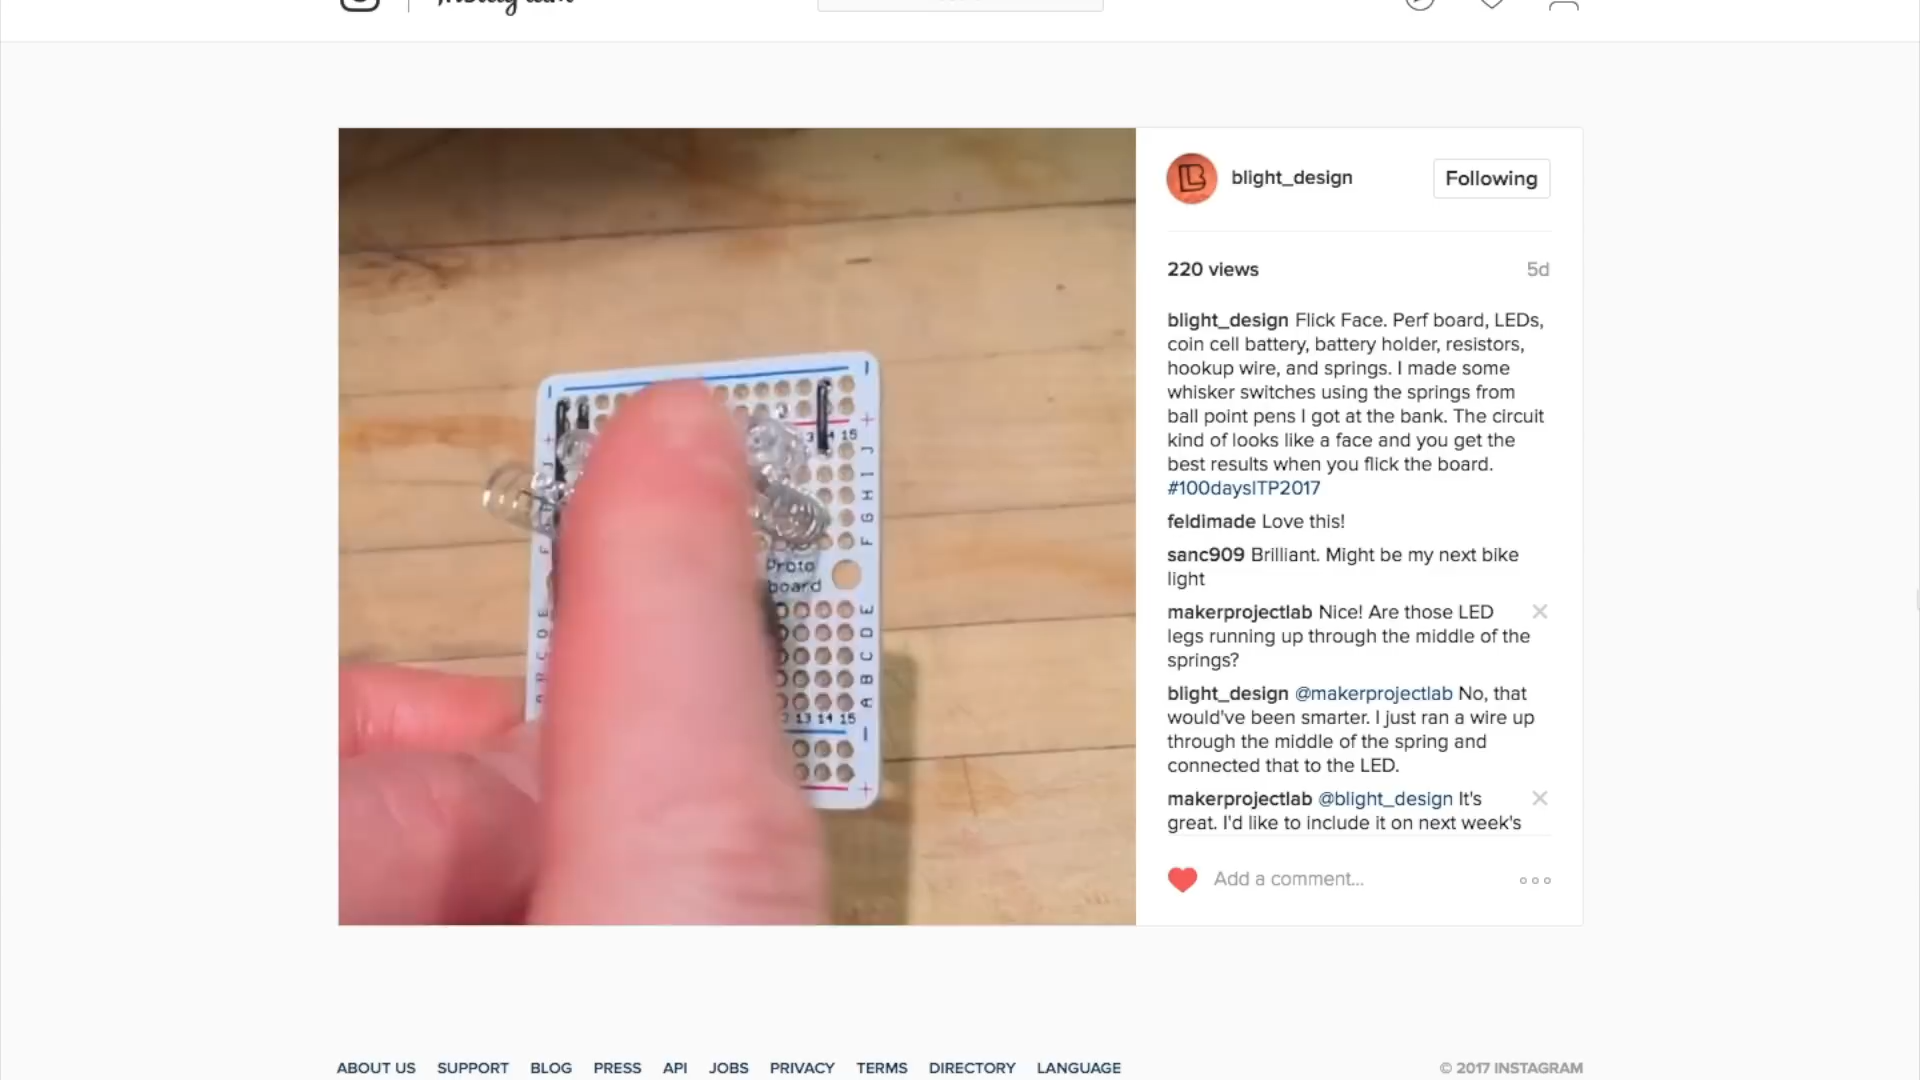 Instagram
blight_design
Following
220 views
5d
blight_design Flick Face. Perf board, LEDs,
coin cell battery, battery holder, resistors,
hookup wire, and springs. I made some
whisker switches using the springs from
ball point pens I got at the bank. The circuit
kind of looks like a face and you get the
best results when you flick the board.
#100daysITP2017
feldimade Love this!
sanc909 Brilliant. Might be my next bike
light
makerprojectlab Nice! Are those LED
legs running up through the middle of the
springs?
blight_design @makerprojectlab No, that
would've been smarter. I just ran a wire up
through the middle of the spring and
connected that to the LED.
makerprojectlab @blight_design It's
great. I'd like to include it on next week's
Add a comment...
15
J
I
H
G
F
Proto
board
E
D
C
B
A
13 14 15
ABOUT US SUPPORT BLOG PRESS API JOBS PRIVACY TERMS DIRECTORY LANGUAGE
© 2017 INSTAGRAM